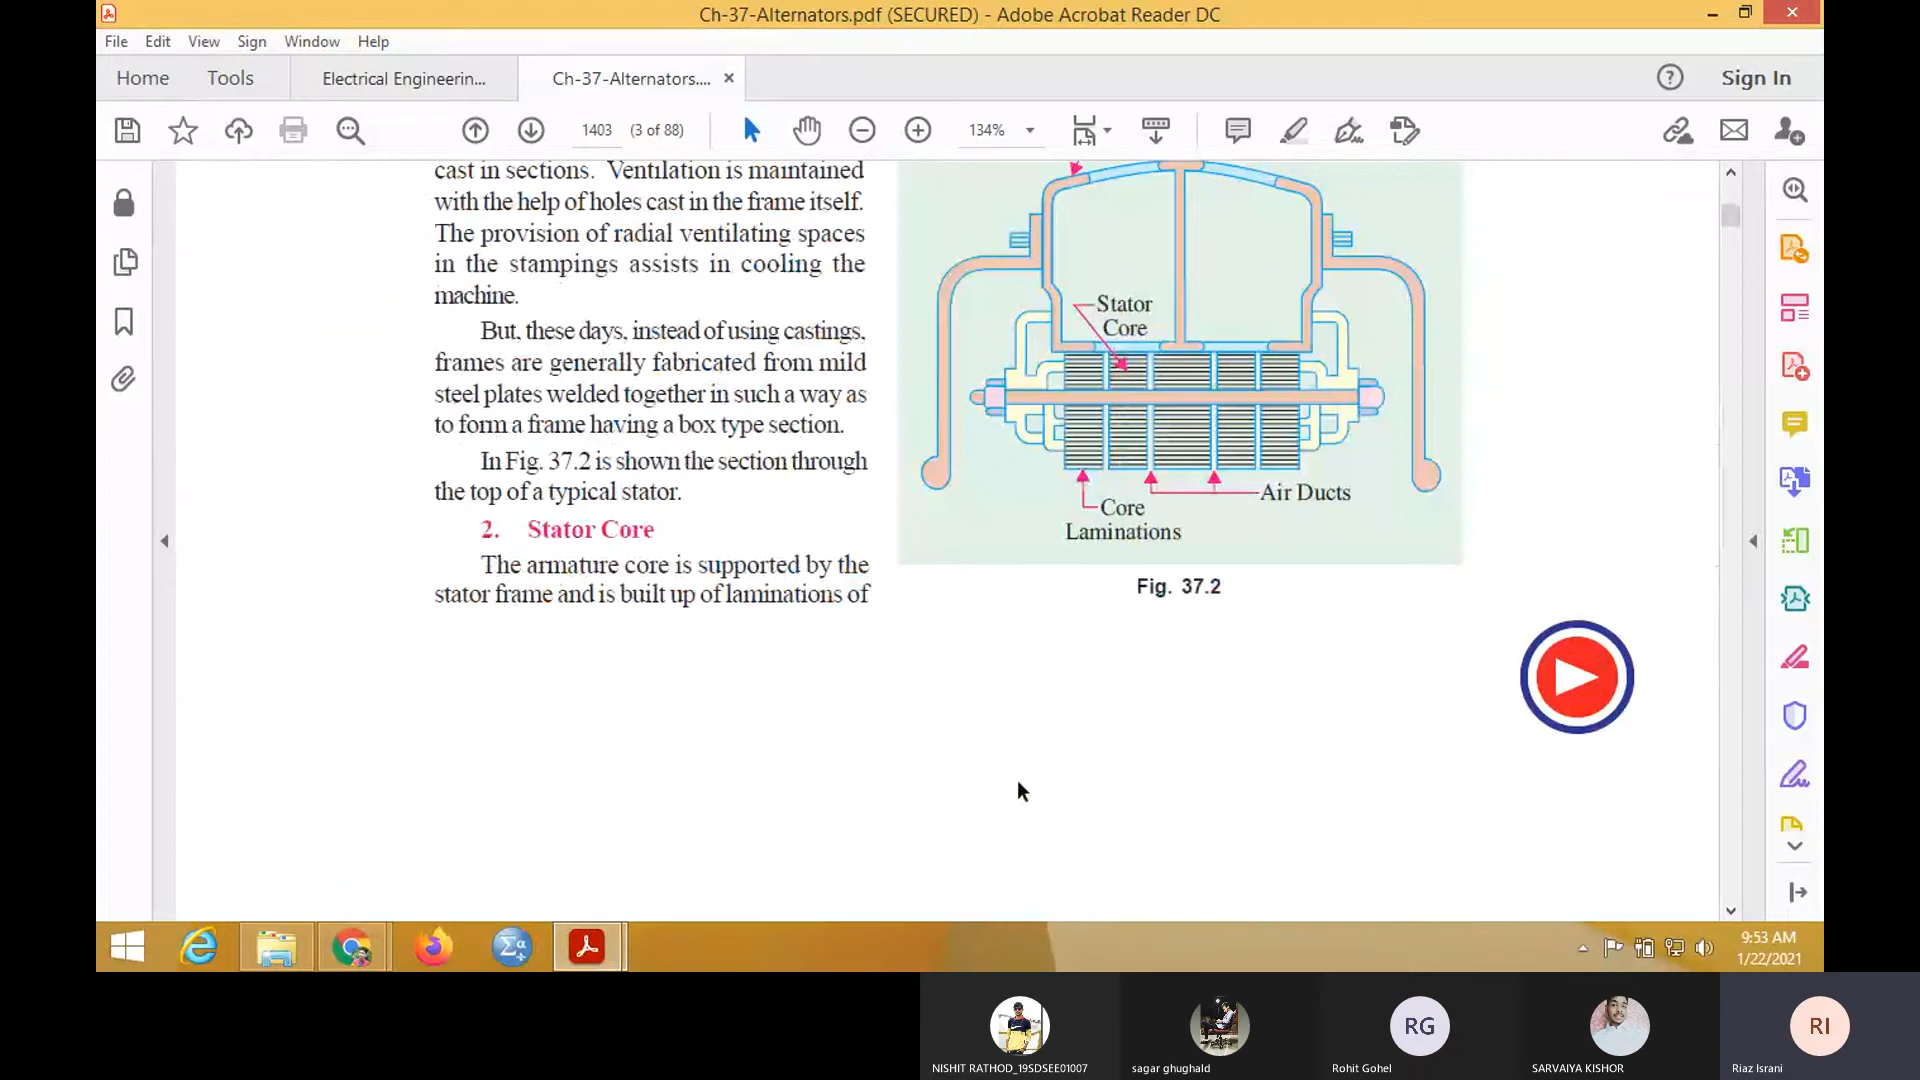 Ch-37-Alternators.pdf (SECURED) - Adobe Acrobat Reader DC
File Edit View Sign Window Help
Home Tools Electrical Engineerin... Ch-37-Alternators.... Sign In
1403 (3 of 88) 134%
cast in sections. Ventilation is maintained
with the help of holes cast in the frame itself.
The provision of radial ventilating spaces
in the stampings assists in cooling the
machine.
But, these days, instead of using castings,
frames are generally fabricated from mild
steel plates welded together in such a way as
to form a frame having a box type section.
In Fig. 37.2 is shown the section through
the top of a typical stator.
2. Stator Core
The armature core is supported by the
stator frame and is built up of laminations of
Stator
Core
Air Ducts
Core
Laminations
Fig. 37.2
9:53 AM
1/22/2021
NISHIT RATHOD_19SDSEE01007
sagar ghughald
RG
Rohit Gohel
SARVAIYA KISHOR
RI
Riaz Israni